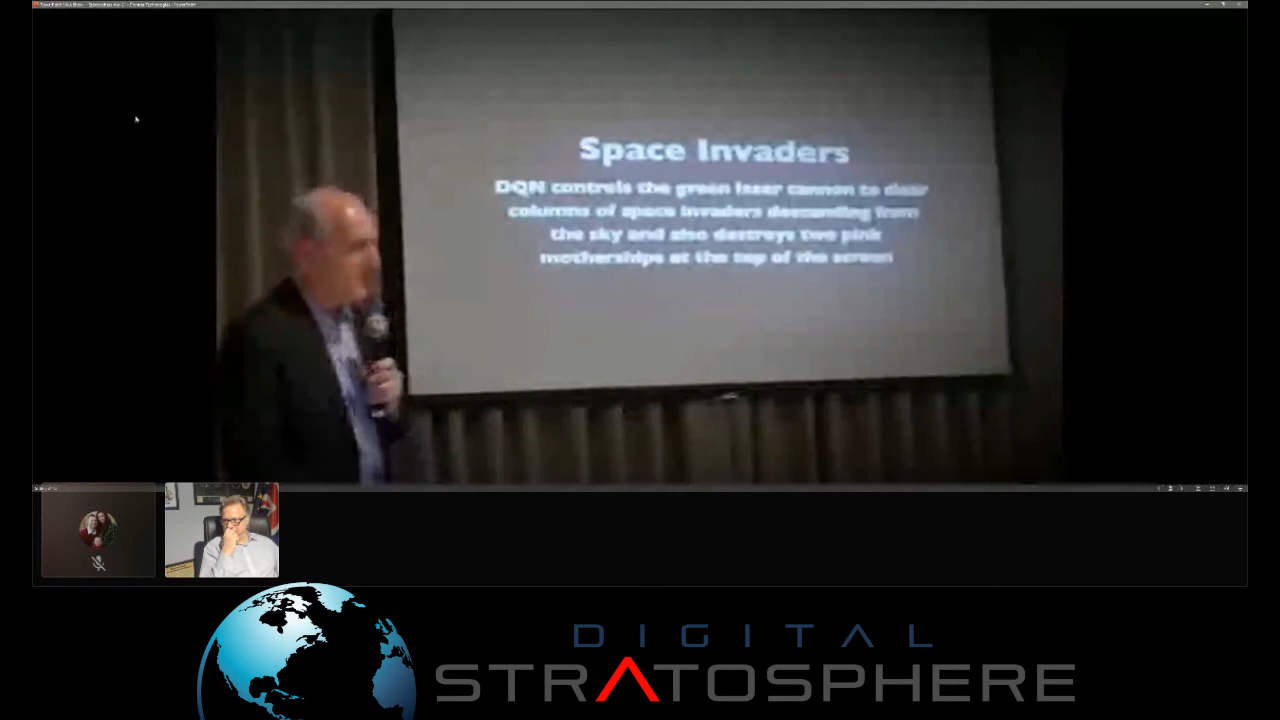 Space Invaders
DQN controls the green laser cannon to clear
columns of space invaders descending from
the sky and also destroys two pink
motherships at the top of the screen
DIGITAL
STRATOSPHERE